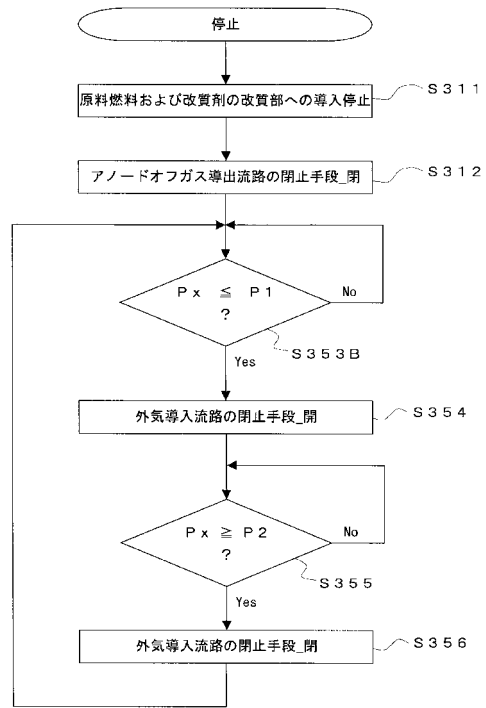 停止
原料燃料および改質剤の改質部への導入停止
S311
アノードオフガス導出流路の閉止手段_閉
S312
Px ≦ P1
?
No
S353B
Yes
外気導入流路の閉止手段_開
S354
Px ≧ P2
?
No
S355
Yes
外気導入流路の閉止手段_閉
S356